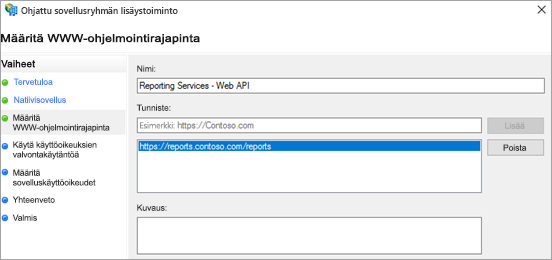 Ohjattu sovellusryhmän lisäystoiminto
Määritä WWW-ohjelmointirajapinta
Vaiheet
Tervetuloa
Natiivisovellus
Määritä
WWW-ohjelmointirajapinta
Käytä käyttöoikeuksien
valvontakäytäntöä
Määritä
sovelluskäyttöoikeudet
Yhteenveto
Valmis
Nimi:
Reporting Services - Web API
Tunniste:
Esimerkki: https://Contoso.com
Lisää
https://reports.contoso.com/reports
Poista
Kuvaus: